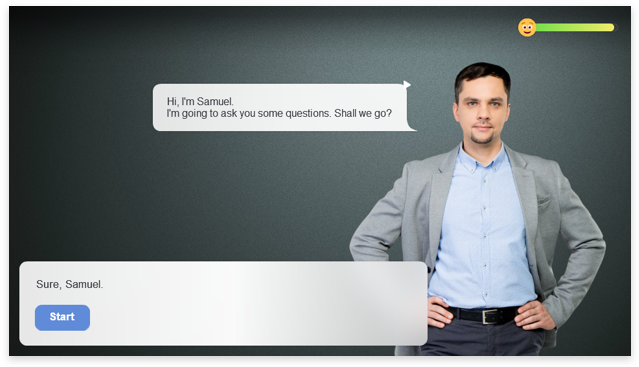 Hi, I'm Samuel.
I'm going to ask you some questions. Shall we go?
Sure, Samuel.
Start